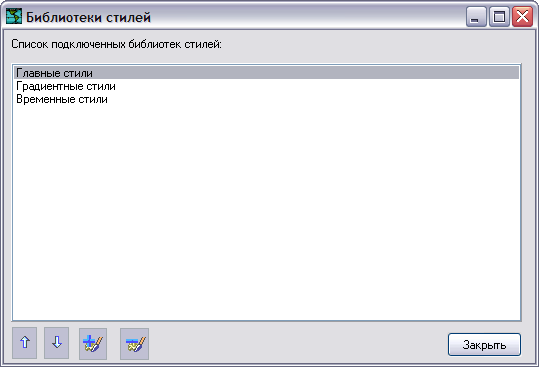 Библиотеки стилей
Список подключенных библиотек стилей:
Главные стили
Градиентные стили
Временные стили
Закрыть